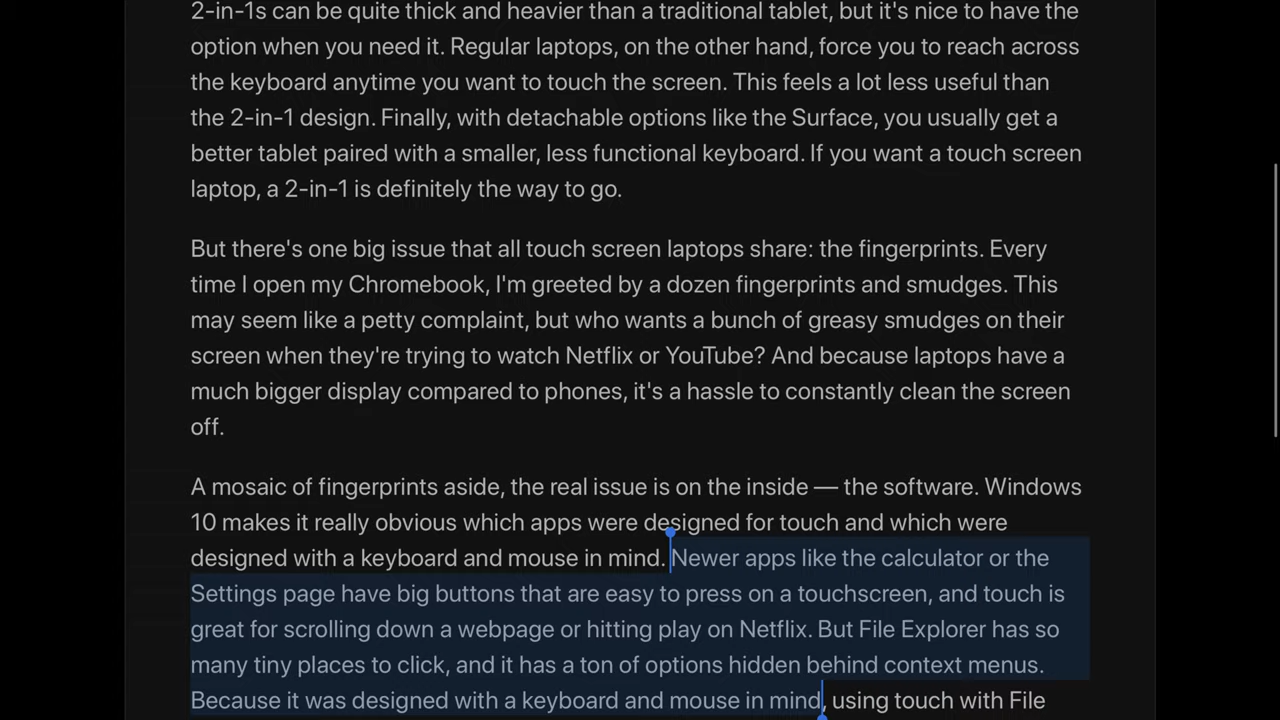 2-in-1s can be quite thick and heavier than a traditional tablet, but it's nice to have the
option when you need it. Regular laptops, on the other hand, force you to reach across
the keyboard anytime you want to touch the screen. This feels a lot less useful than
the 2-in-1 design. Finally, with detachable options like the Surface, you usually get a
better tablet paired with a smaller, less functional keyboard. If you want a touch screen
laptop, a 2-in-1 is definitely the way to go.
But there's one big issue that all touch screen laptops share: the fingerprints. Every
time I open my Chromebook, I'm greeted by a dozen fingerprints and smudges. This
may seem like a petty complaint, but who wants a bunch of greasy smudges on their
screen when they're trying to watch Netflix or YouTube? And because laptops have a
much bigger display compared to phones, it's a hassle to constantly clean the screen
off.
A mosaic of fingerprints aside, the real issue is on the inside — the software. Windows
10 makes it really obvious which apps were designed for touch and which were
designed with a keyboard and mouse in mind. Newer apps like the calculator or the
Settings page have big buttons that are easy to press on a touchscreen, and touch is
great for scrolling down a webpage or hitting play on Netflix. But File Explorer has so
many tiny places to click, and it has a ton of options hidden behind context menus.
Because it was designed with a keyboard and mouse in mind, using touch with File